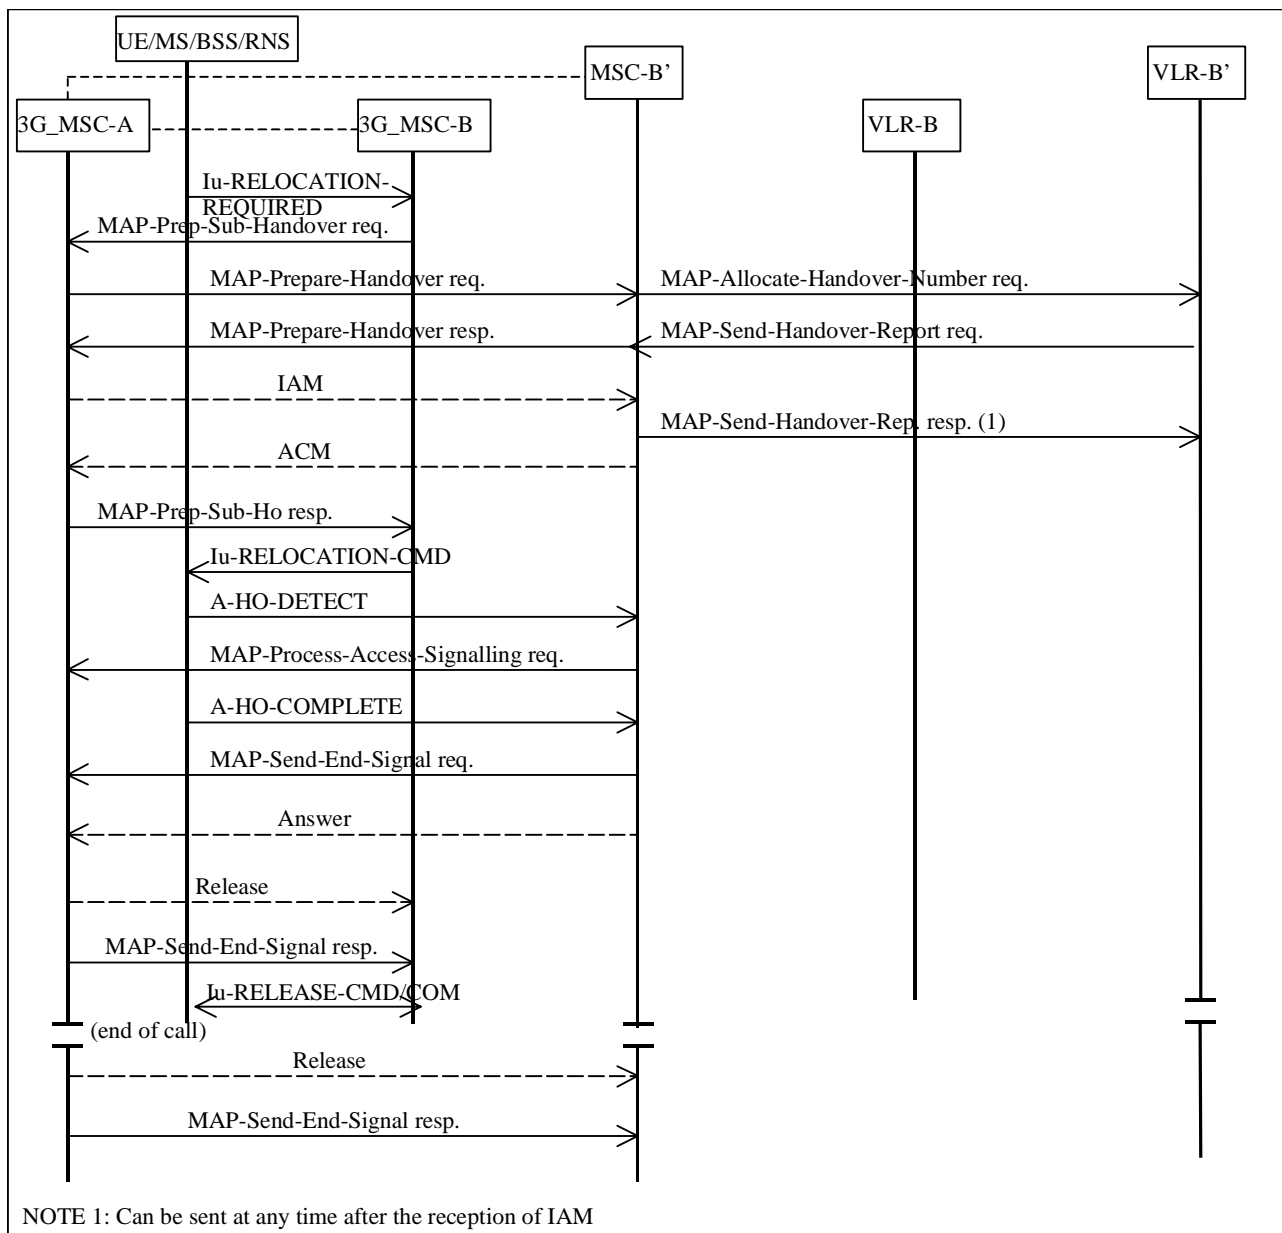 UE/MS/BSS/RNS
MSC-B’
VLR-B’
3G_MSC-A
3G_MSC-B
VLR-B
Iu-RELOCATION-
REQUIRED
MAP-Prep-Sub-Handover req.
MAP-Prepare-Handover req.
MAP-Allocate-Handover-Number req.
MAP-Prepare-Handover resp.
MAP-Send-Handover-Report req.
IAM
MAP-Send-Handover-Rep. resp. (1)
ACM
MAP-Prep-Sub-Ho resp.
Iu-RELOCATION-CMD
A-HO-DETECT
MAP-Process-Access-Signalling req.
A-HO-COMPLETE
MAP-Send-End-Signal req.
Answer
Release
MAP-Send-End-Signal resp.
Iu-RELEASE-CMD/COM
(end of call)
Release
MAP-Send-End-Signal resp.
NOTE 1: Can be sent at any time after the reception of IAM